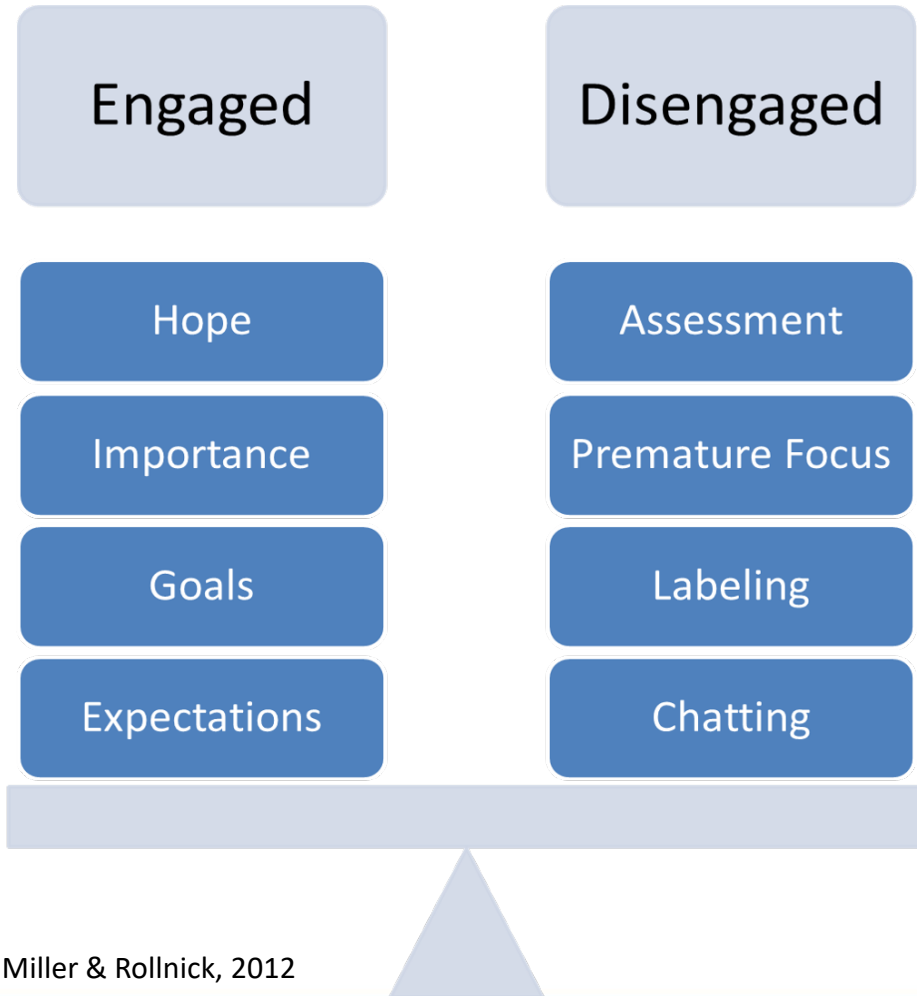 Engaged
Disengaged
Hope
Assessment
Importance
Premature Focus
Goals
Labeling
Expectations
Chatting
Miller & Rollnick, 2012